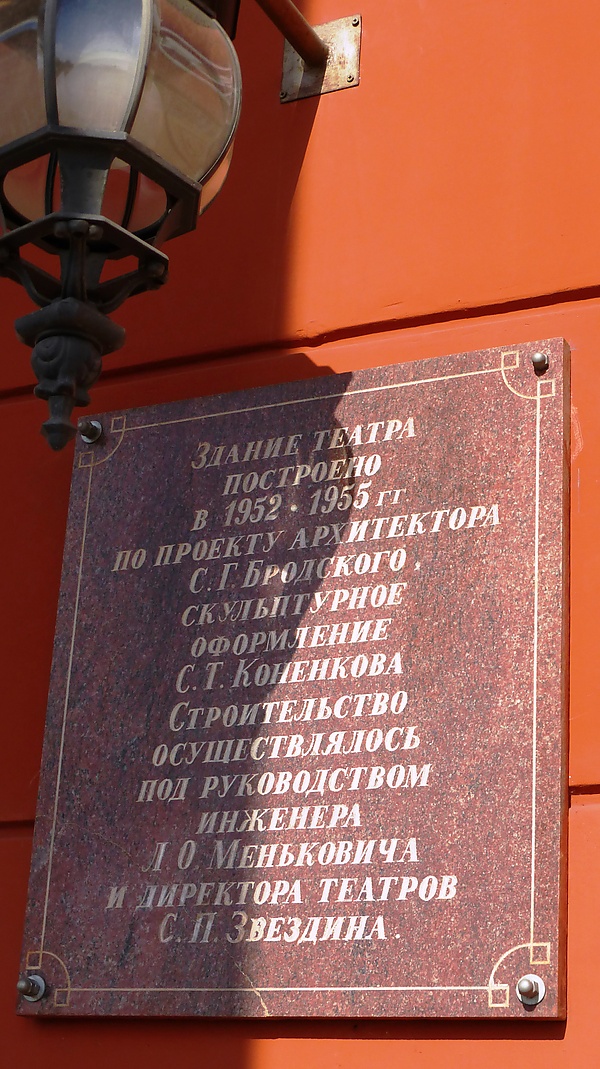 Здание театра
построено
в 1952 • 1955 гг
по проекту архитектора
С.Г.Бродского,
скульптурное
оформление
С.Т.Коненкова
Строительство
осуществлялось
под руководством
инженера
Л О Меньковича
и директора театров
С.П.Звездина.